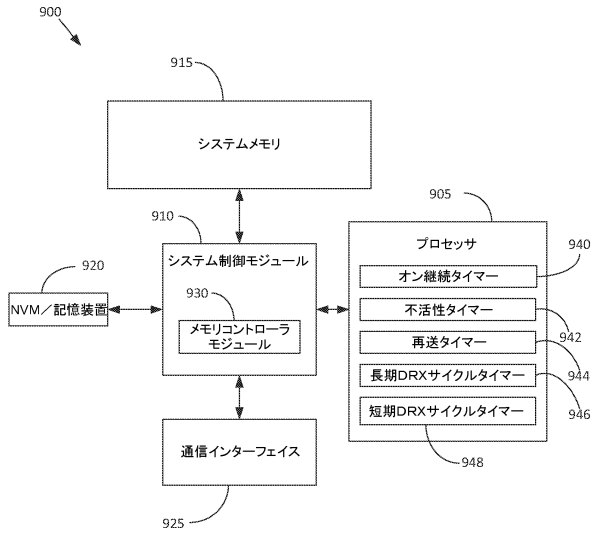 900
915
システムメモリ
910
システム制御モジュール
930
メモリコントローラ
モジュール
920
NVM／記憶装置
905
プロセッサ
940
オン継続タイマー
不活性タイマー
942
再送タイマー
944
長期DRXサイクルタイマー
946
短期DRXサイクルタイマー
948
通信インターフェイス
925